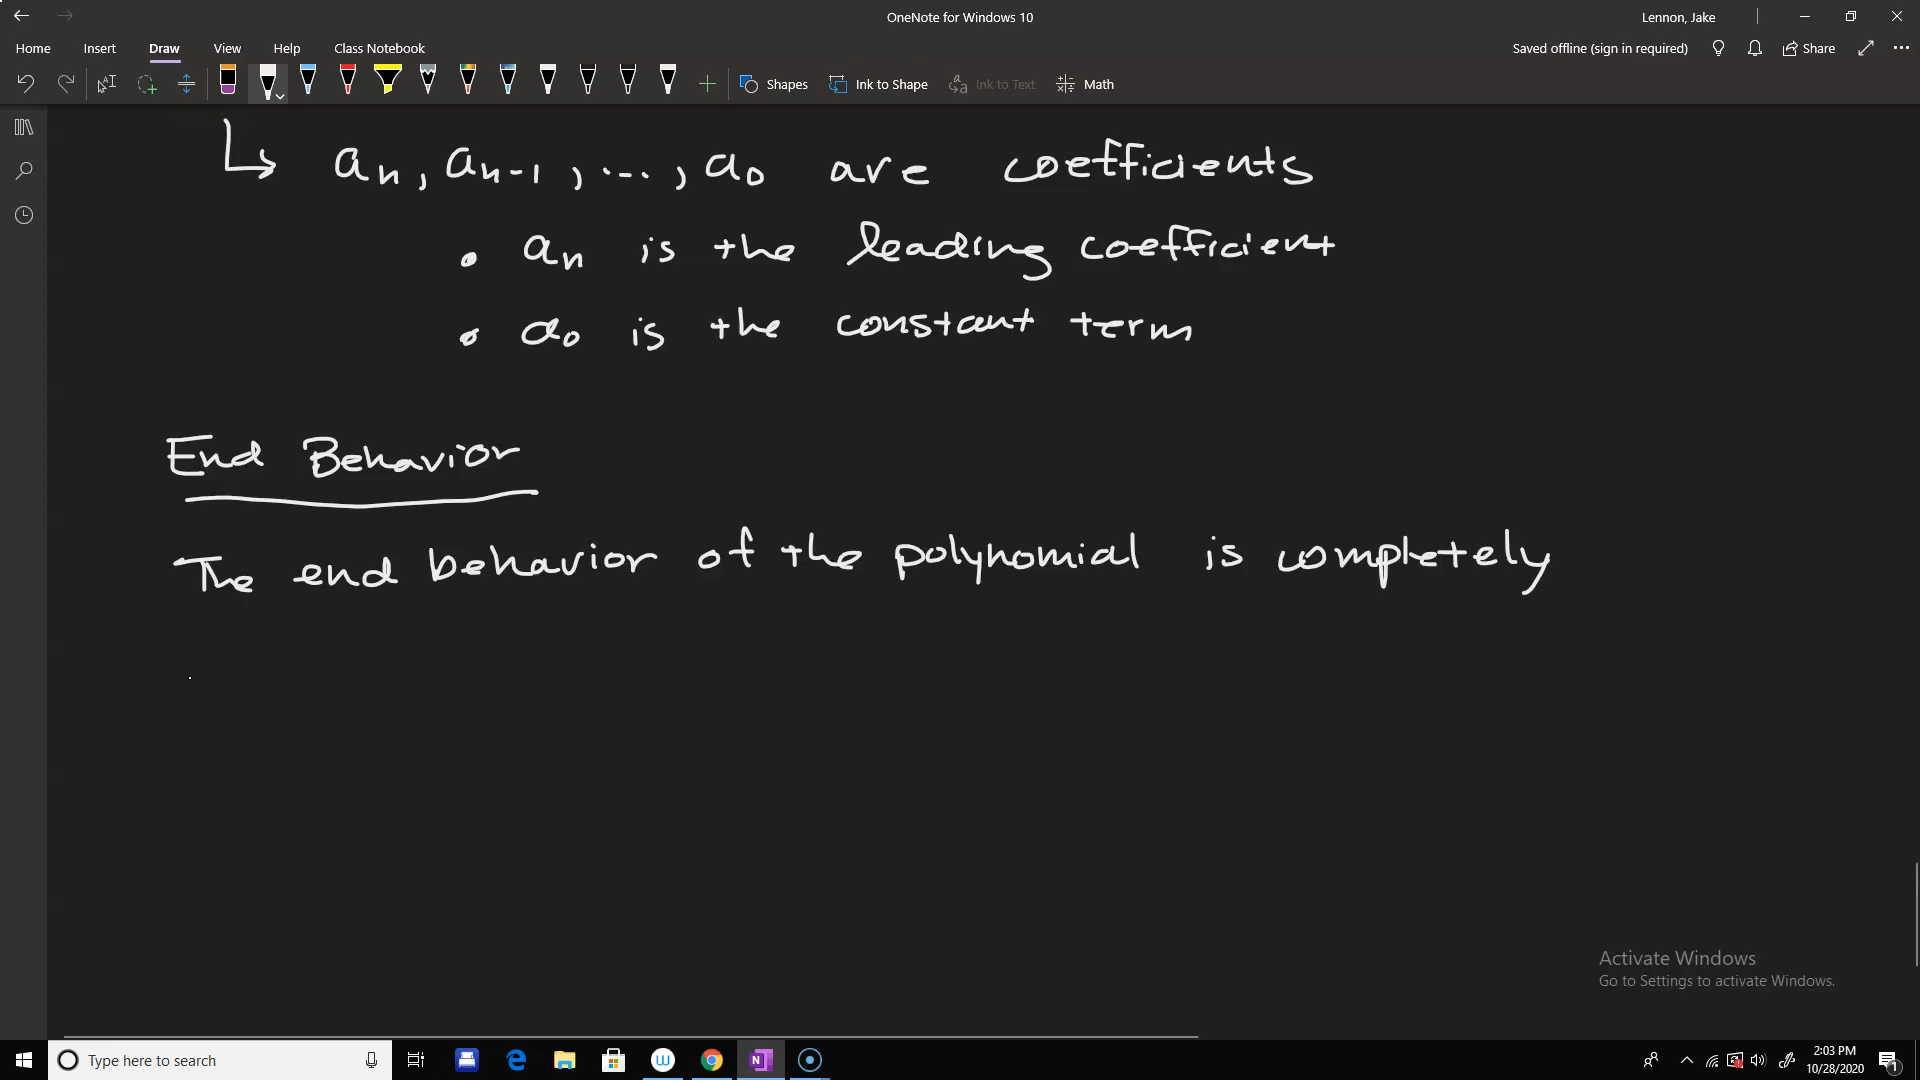 OneNote for Windows 10
Lennon, Jake
Home Insert Draw View Help Class Notebook
Saved offline (sign in required) Share
Shapes Ink to Shape Ink to Text Math
aₙ, aₙ₋₁, ..., a₀ are coefficients
• aₙ is the leading coefficient
• a₀ is the constant term
End Behavior
The end behavior of the polynomial is completely
Activate Windows
Go to Settings to activate Windows.
Type here to search
2:03 PM
10/28/2020
1